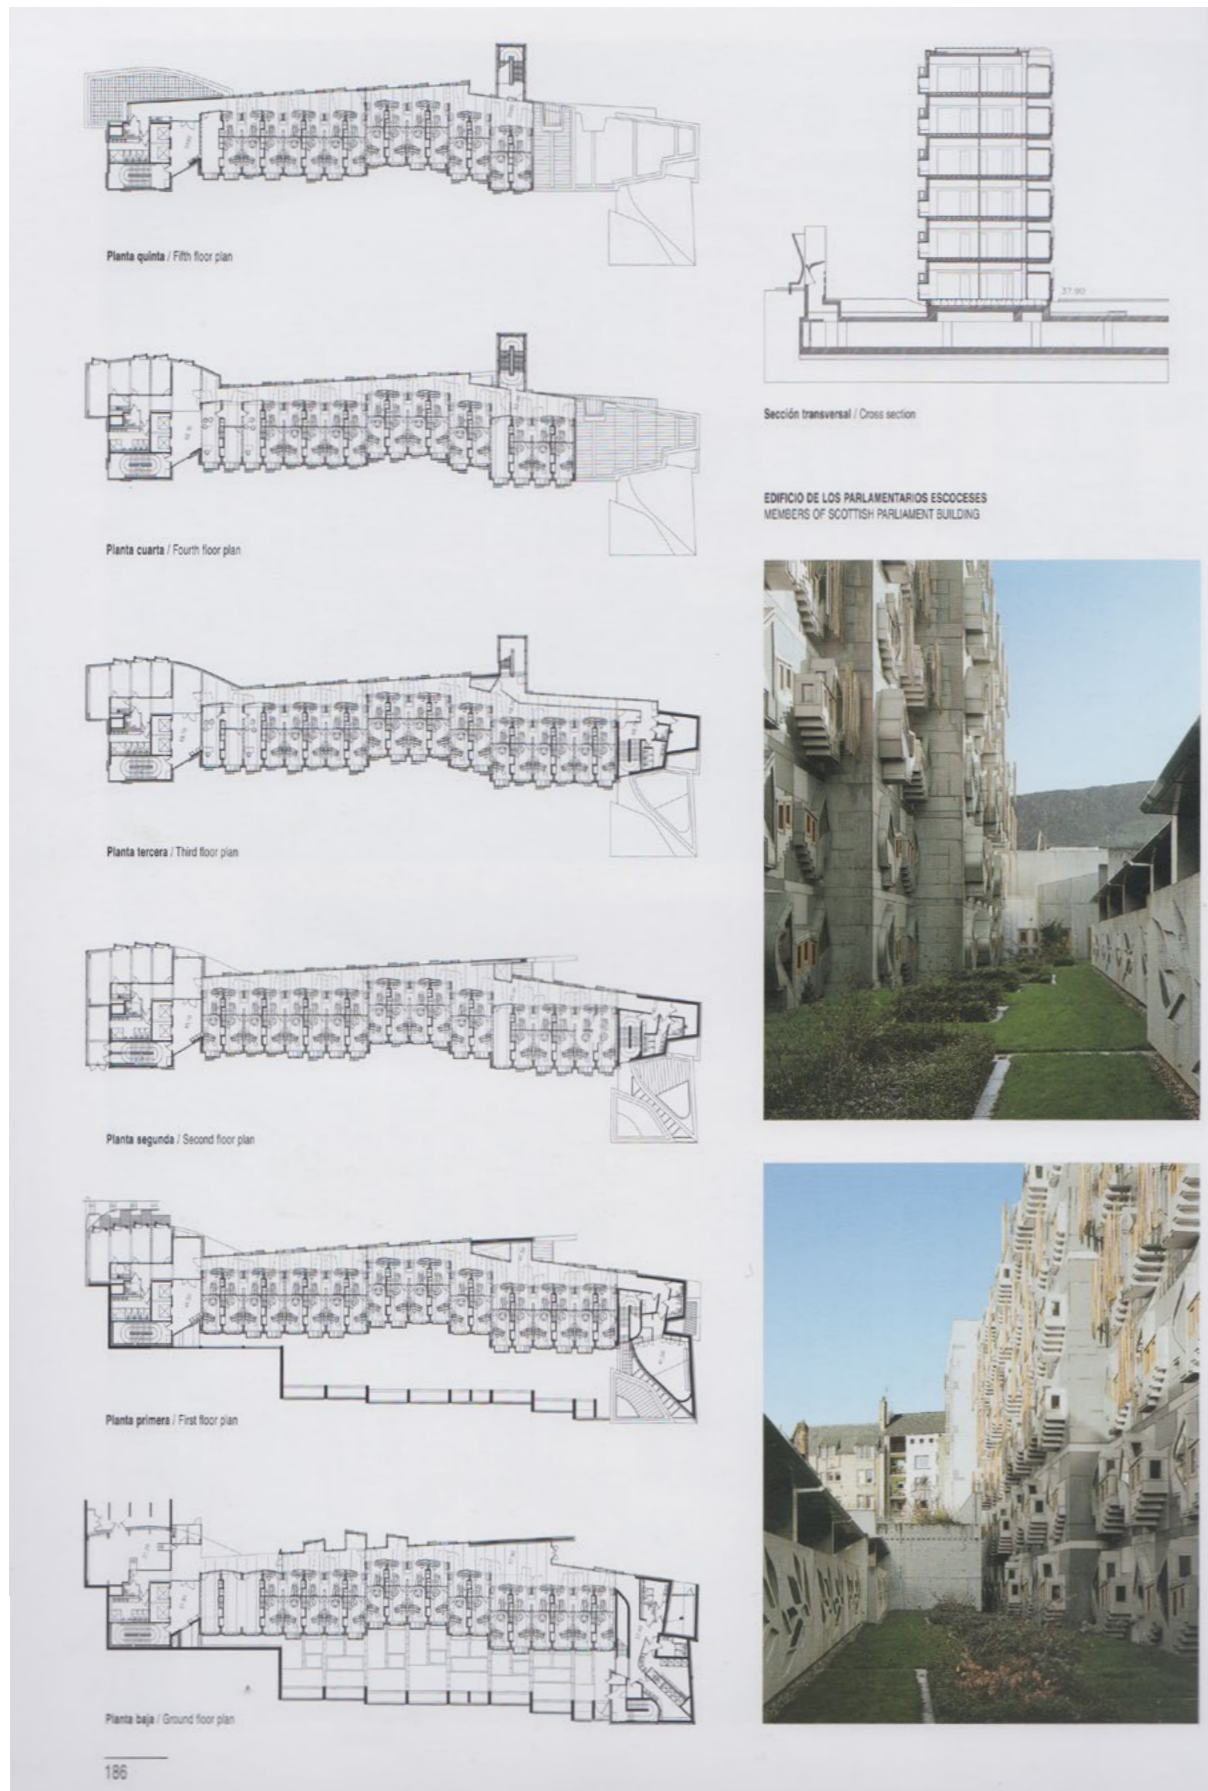 Planta quinta / Fifth floor plan
Planta cuarta / Fourth floor plan
Planta tercera / Third floor plan
Planta segunda / Second floor plan
Planta primera / First floor plan
Planta baja / Ground floor plan
186
37.90
Sección transversal / Cross section
EDIFICIO DE LOS PARLAMENTARIOS ESCOCESES
MEMBERS OF SCOTTISH PARLIAMENT BUILDING